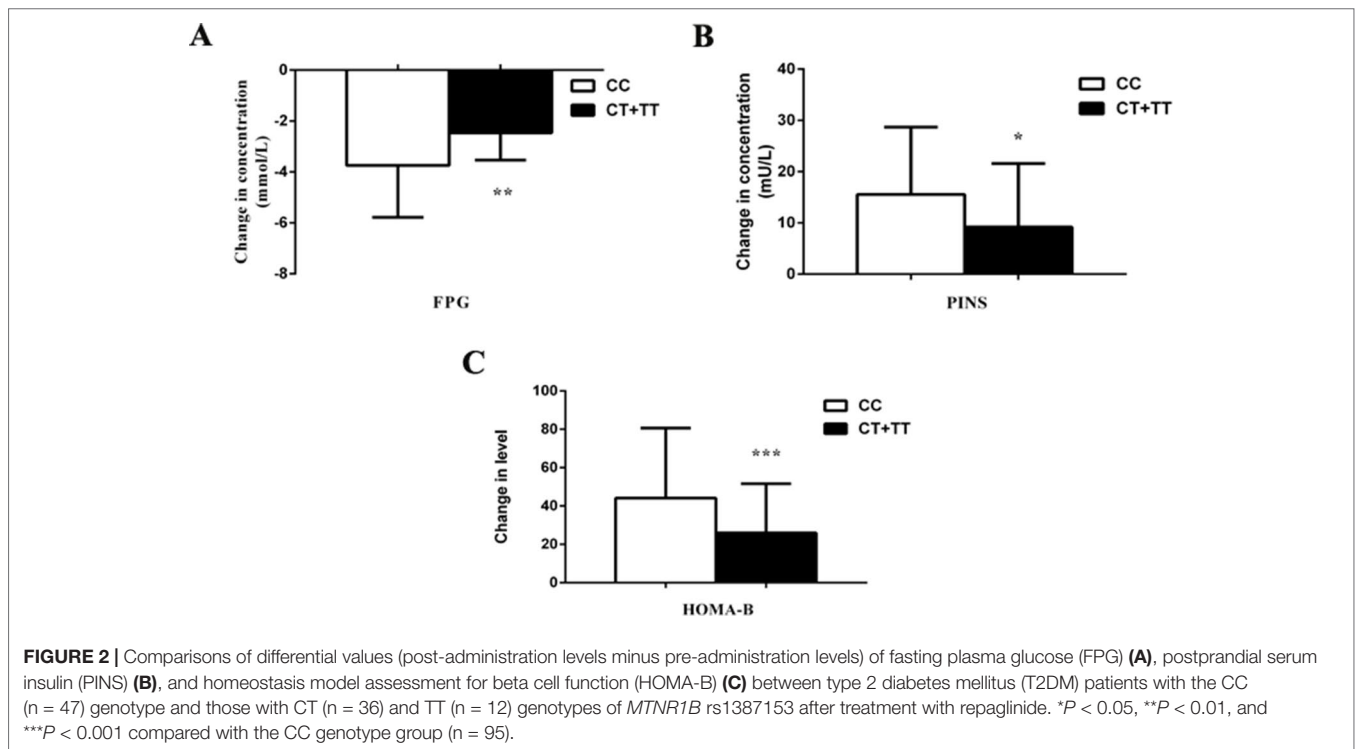 A
Change in concentration
(mmol/L)
0
-2
-4
-6
-8
CC
CT+TT
**
FPG
B
Change in concentration
(mU/L)
40
30
20
10
0
CC
CT+TT
*
PINS
C
Change in level
100
80
60
40
20
0
CC
CT+TT
***
HOMA-B
FIGURE 2 | Comparisons of differential values (post-administration levels minus pre-administration levels) of fasting plasma glucose (FPG) (A), postprandial serum
insulin (PINS) (B), and homeostasis model assessment for beta cell function (HOMA-B) (C) between type 2 diabetes mellitus (T2DM) patients with the CC
(n = 47) genotype and those with CT (n = 36) and TT (n = 12) genotypes of MTNR1B rs1387153 after treatment with repaglinide. *P < 0.05, **P < 0.01, and
***P < 0.001 compared with the CC genotype group (n = 95).